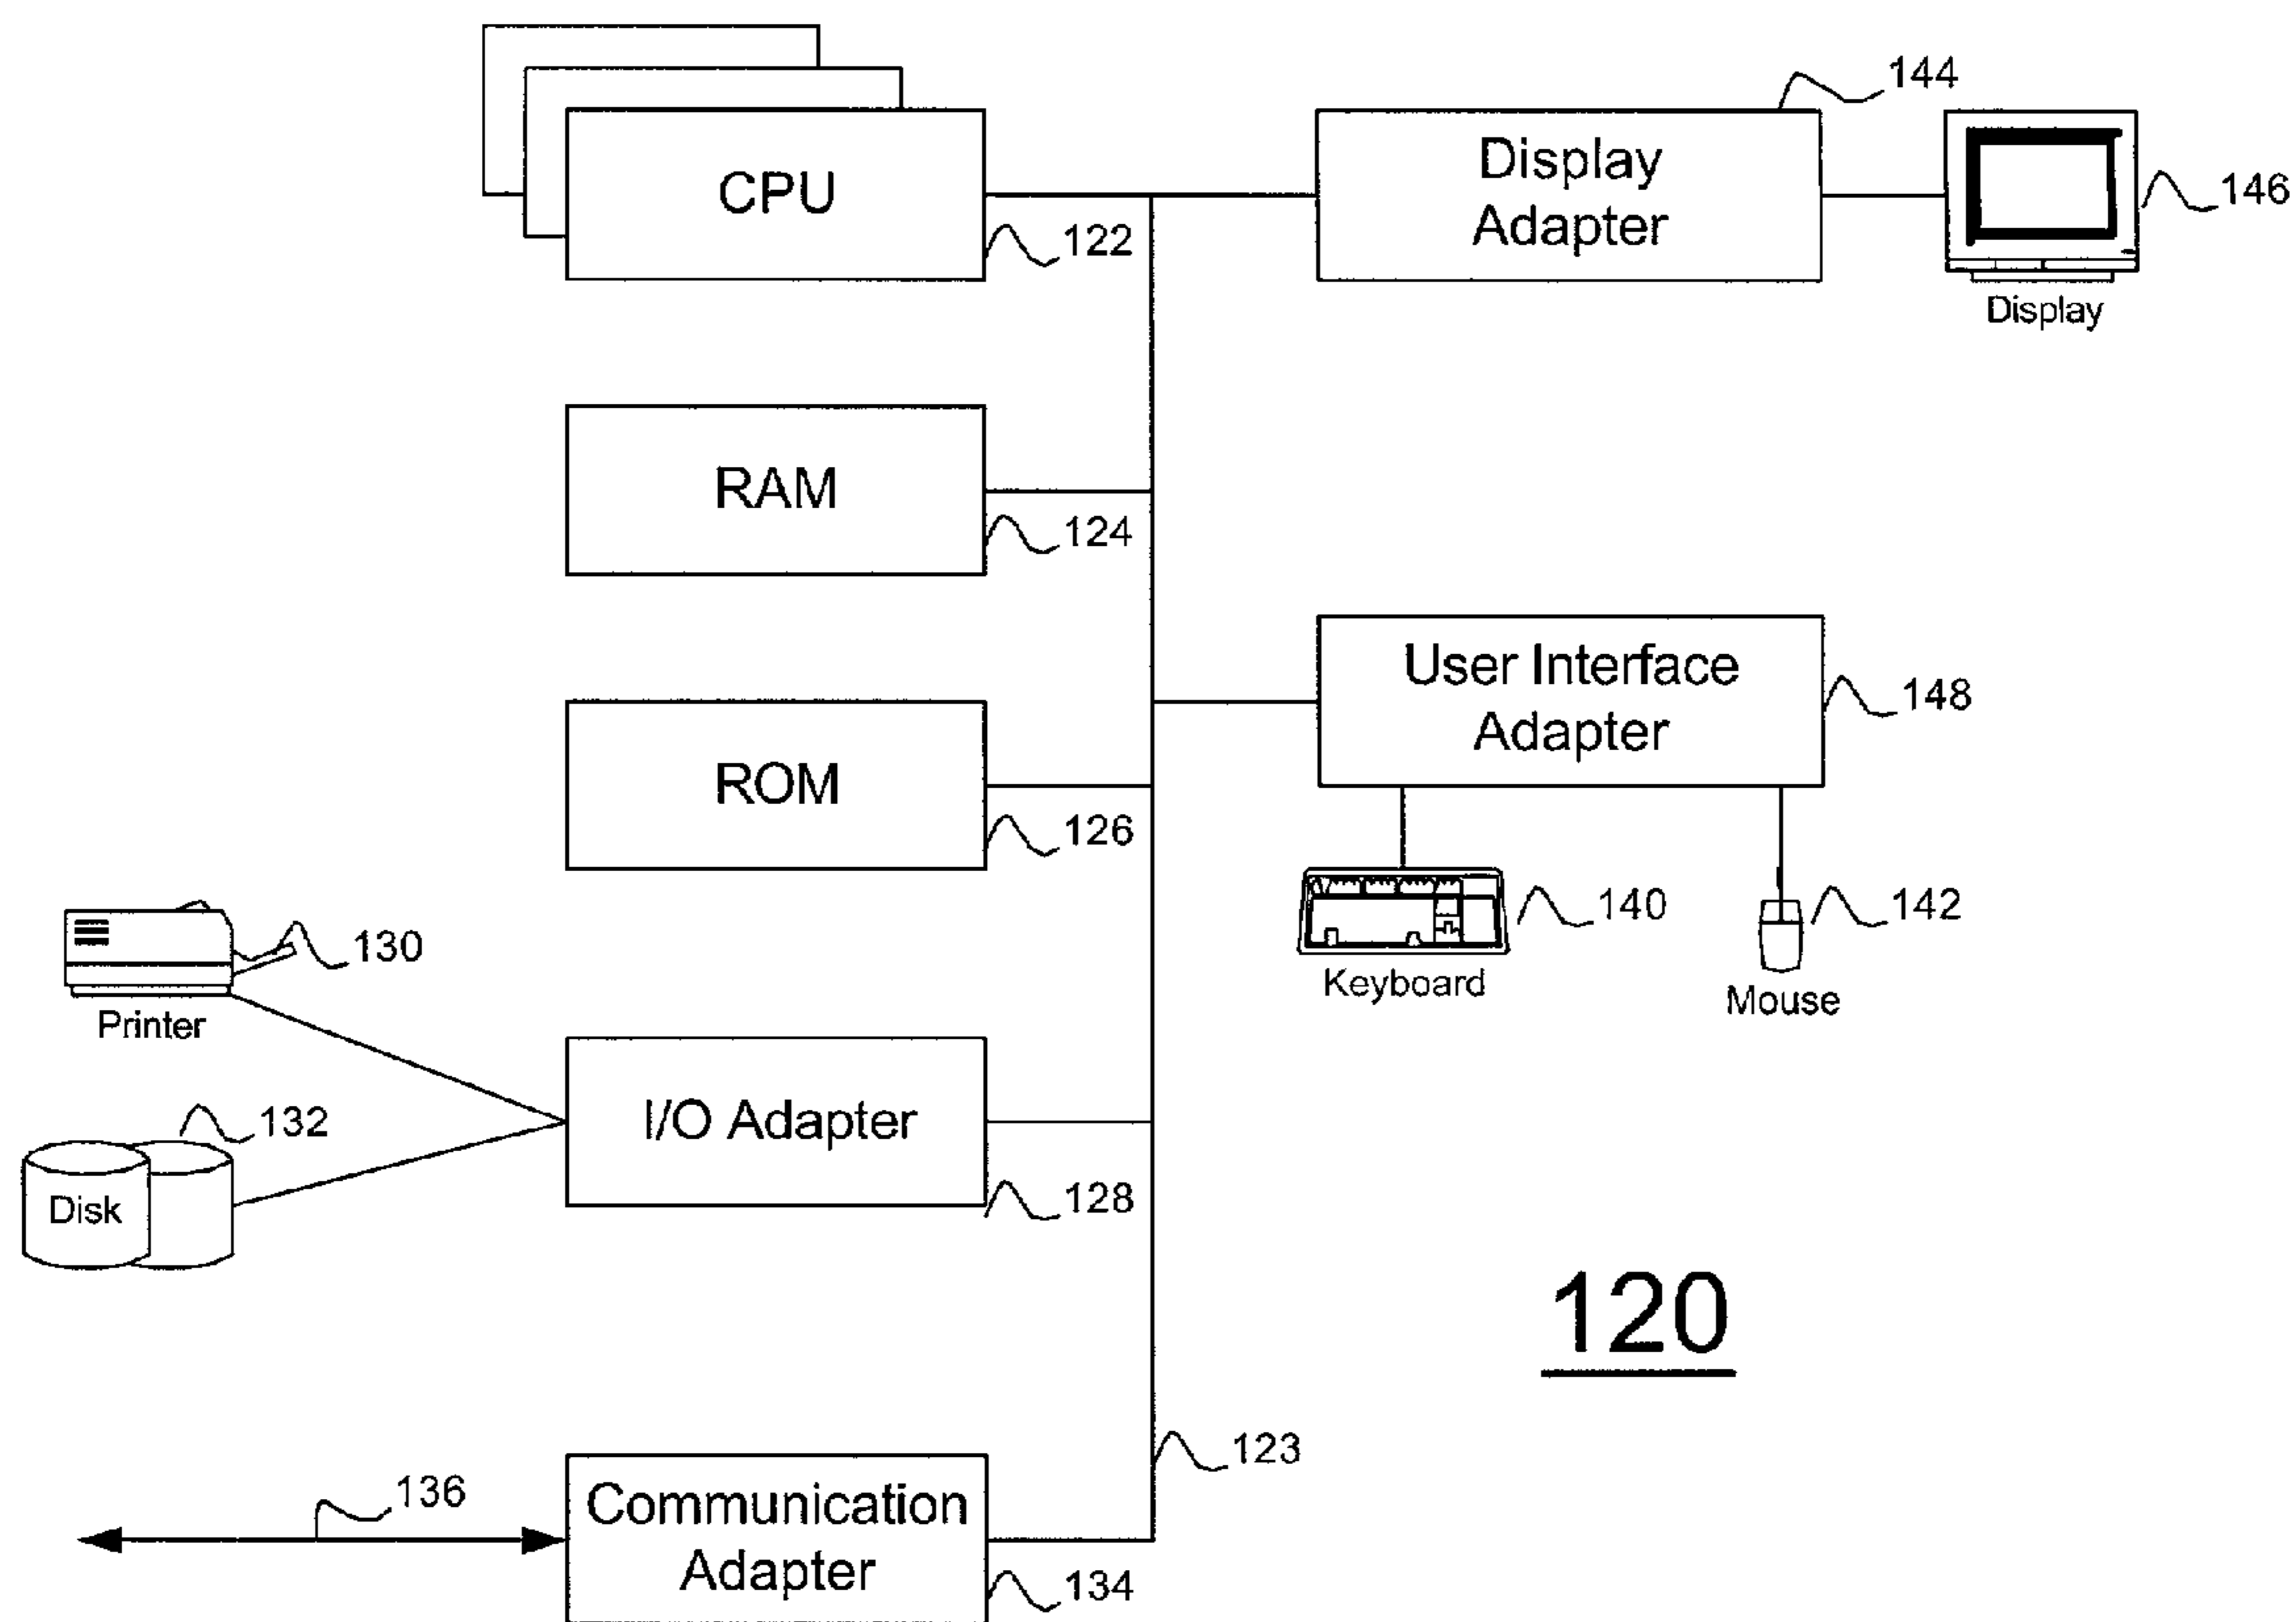 144
CPU
122
Display
Adapter
146
Display
RAM
124
User Interface
Adapter
148
ROM
126
140
Keyboard
142
Mouse
130
Printer
132
Disk
I/O Adapter
128
120
123
136
Communication
Adapter
134